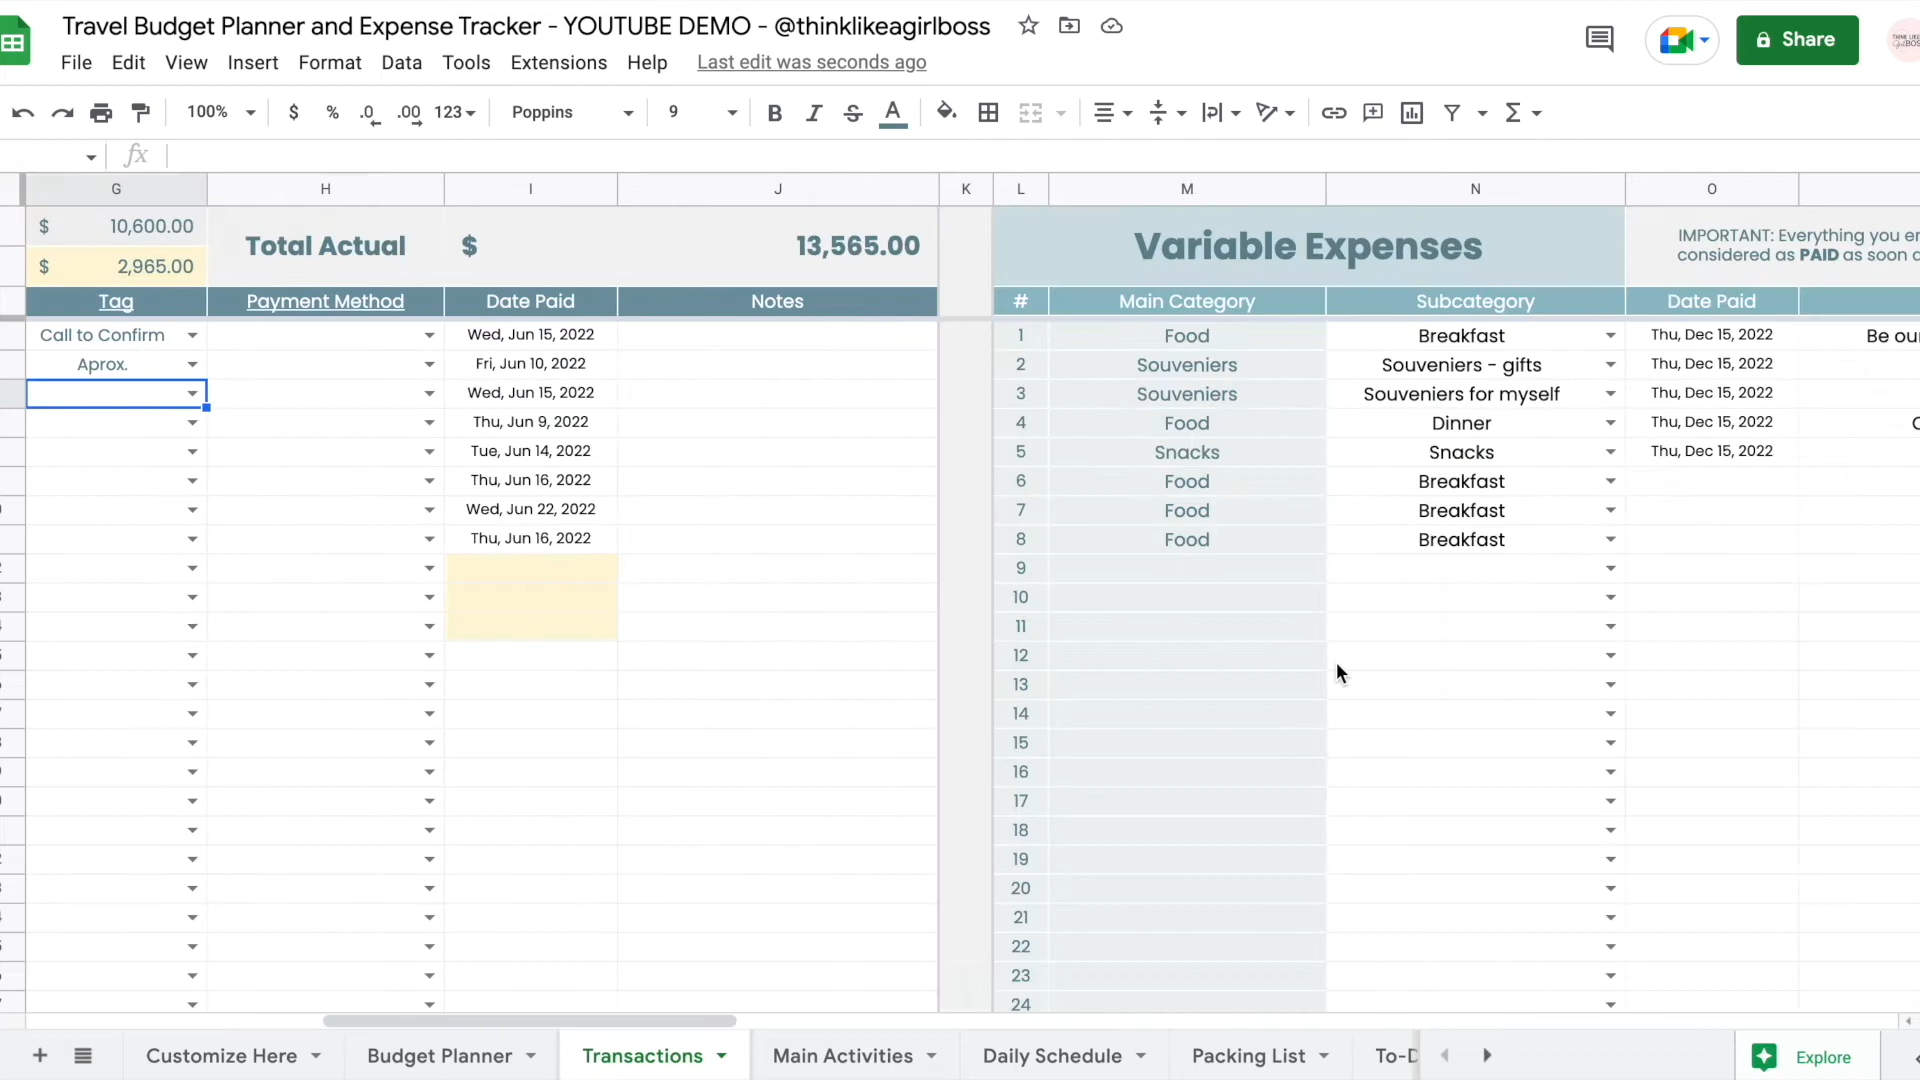 Travel Budget Planner and Expense Tracker - YOUTUBE DEMO - @thinklikeagirlboss
File Edit View Insert Format Data Tools Extensions Help Last edit was seconds ago
Share
100% $ % .0 .00 123 Poppins 9 B I S A
fx
G H I J K L M N O
$ 10,600.00
$ 2,965.00
Total Actual $ 13,565.00
Variable Expenses
IMPORTANT: Everything you en
considered as PAID as soon a
Tag Payment Method Date Paid Notes # Main Category Subcategory Date Paid
Call to Confirm Wed, Jun 15, 2022 1 Food Breakfast Thu, Dec 15, 2022 Be our
Aprox. Fri, Jun 10, 2022 2 Souveniers Souveniers - gifts Thu, Dec 15, 2022
Wed, Jun 15, 2022 3 Souveniers Souveniers for myself Thu, Dec 15, 2022
Thu, Jun 9, 2022 4 Food Dinner Thu, Dec 15, 2022
Tue, Jun 14, 2022 5 Snacks Snacks Thu, Dec 15, 2022
Thu, Jun 16, 2022 6 Food Breakfast
Wed, Jun 22, 2022 7 Food Breakfast
Thu, Jun 16, 2022 8 Food Breakfast
9
10
11
12
13
14
15
16
17
18
19
20
21
22
23
24
Customize Here Budget Planner Transactions Main Activities Daily Schedule Packing List To-D Explore